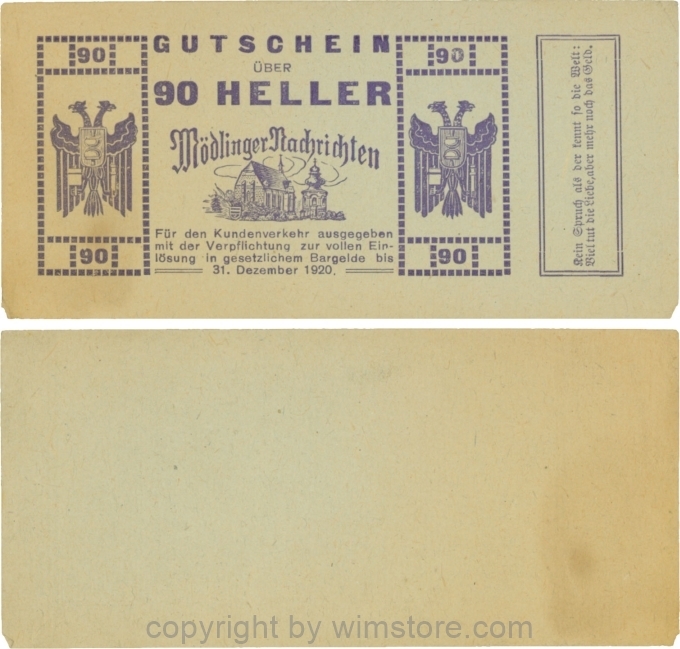 90
GUTSCHEIN
ÜBER
90 HELLER
90
Mödlinger Nachrichten
Für den Kundenverkehr ausgegeben
mit der Verpflichtung zur vollen Ein-
lösung in gesetzlichem Bargelde bis
31. Dezember 1920.
90
90
Kein Spruch als der kennt so die Welt:
Viel tut die Liebe, aber mehr noch das Geld.
copyright by wimstore.com